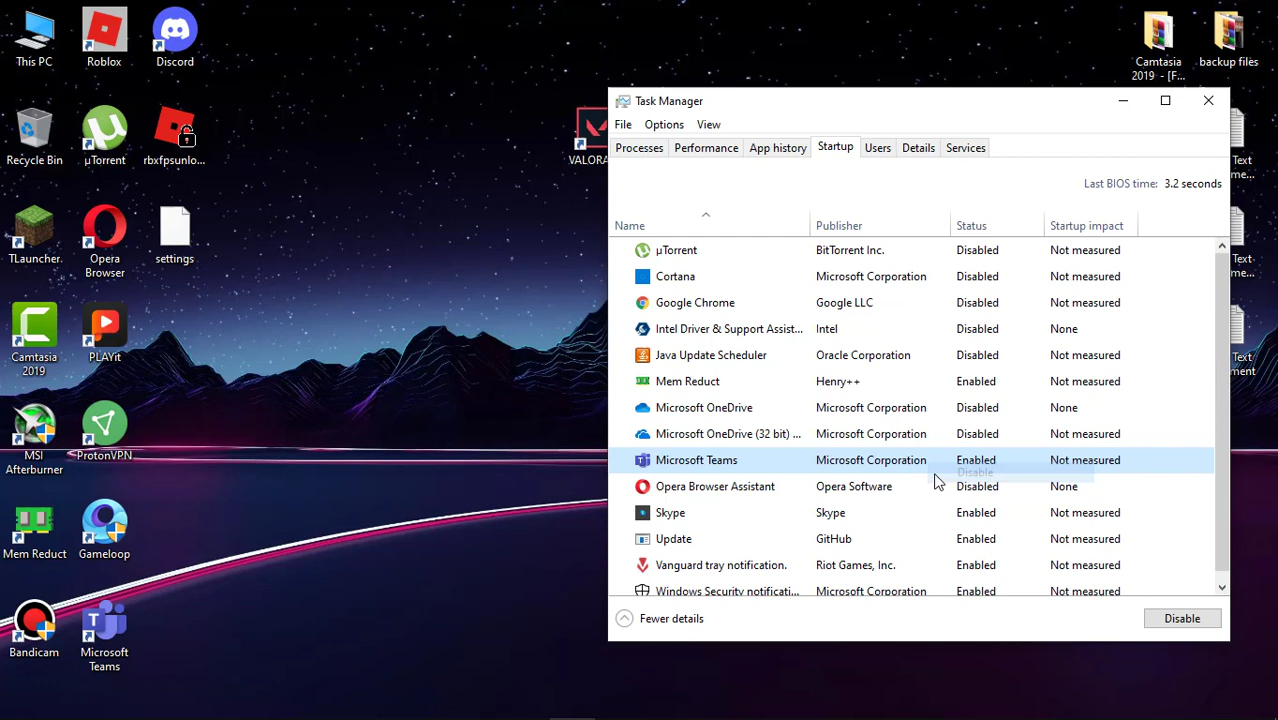 This PC
Roblox
Discord
Camtasia
2019 - [F...
backup files
Recycle Bin
µTorrent
rbxfpsunlo...
VALORA
TLauncher.
Opera
Browser
settings
Camtasia
2019
PLAYit
MSI
Afterburner
ProtonVPN
Mem Reduct
Gameloop
Bandicam
Microsoft
Teams
Text
me...
Text
me...
Text
ment
Task Manager
File Options View
Processes Performance App history Startup Users Details Services
Last BIOS time: 3.2 seconds
Name Publisher Status Startup impact
µTorrent BitTorrent Inc. Disabled Not measured
Cortana Microsoft Corporation Disabled Not measured
Google Chrome Google LLC Disabled Not measured
Intel Driver & Support Assist... Intel Disabled None
Java Update Scheduler Oracle Corporation Disabled Not measured
Mem Reduct Henry++ Enabled Not measured
Microsoft OneDrive Microsoft Corporation Disabled None
Microsoft OneDrive (32 bit) ... Microsoft Corporation Disabled Not measured
Microsoft Teams Microsoft Corporation Enabled Not measured
Disable
Opera Browser Assistant Opera Software Disabled None
Skype Skype Enabled Not measured
Update GitHub Enabled Not measured
Vanguard tray notification. Riot Games, Inc. Enabled Not measured
Windows Security notificati... Microsoft Corporation Enabled Not measured
Fewer details Disable